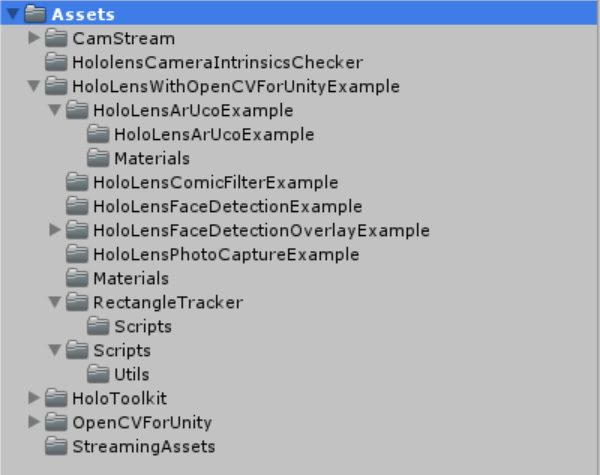 Assets
CamStream
HololensCameraIntrinsicsChecker
HoloLensWithOpenCVForUnityExample
HoloLensArUcoExample
HoloLensArUcoExample
Materials
HoloLensComicFilterExample
HoloLensFaceDetectionExample
HoloLensFaceDetectionOverlayExample
HoloLensPhotoCaptureExample
Materials
RectangleTracker
Scripts
Scripts
Utils
HoloToolkit
OpenCVForUnity
StreamingAssets